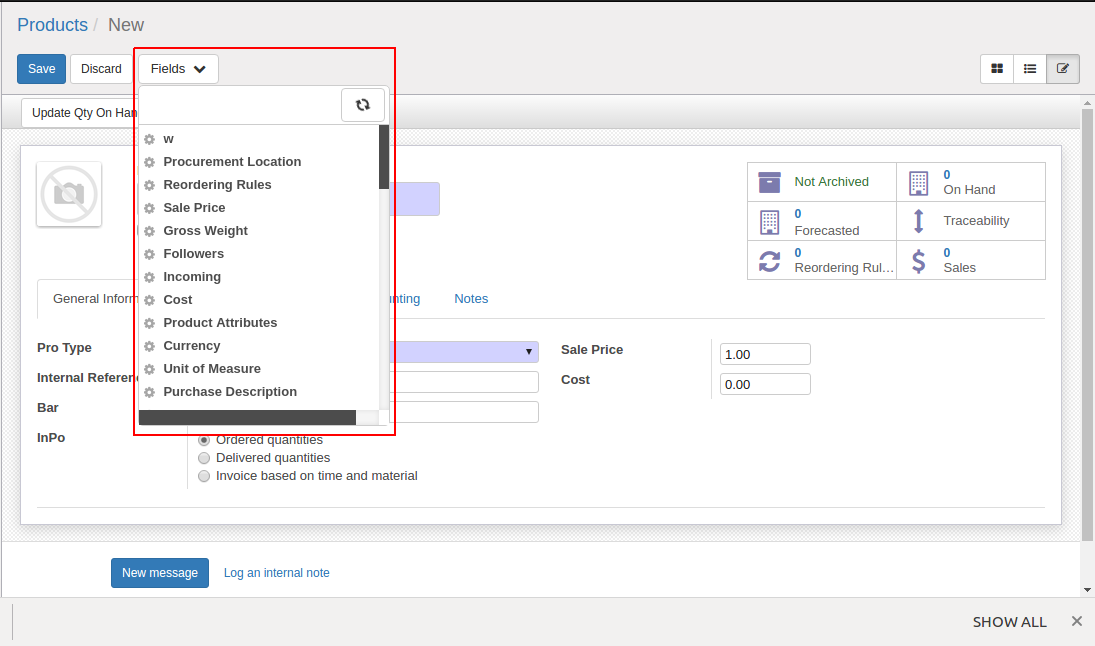 Products / New
Save Discard Fields
Update Qty On Han
w
Procurement Location
Reordering Rules
Sale Price
Gross Weight
Followers
Incoming
Cost
Product Attributes
Currency
Unit of Measure
Purchase Description
Not Archived
0
On Hand
0
Forecasted
Traceability
0
Reordering Rul...
0
Sales
General Inform
unting
Notes
Pro Type
Internal Referen
Bar
InPo
Ordered quantities
Delivered quantities
Invoice based on time and material
Sale Price 1.00
Cost 0.00
New message Log an internal note
SHOW ALL